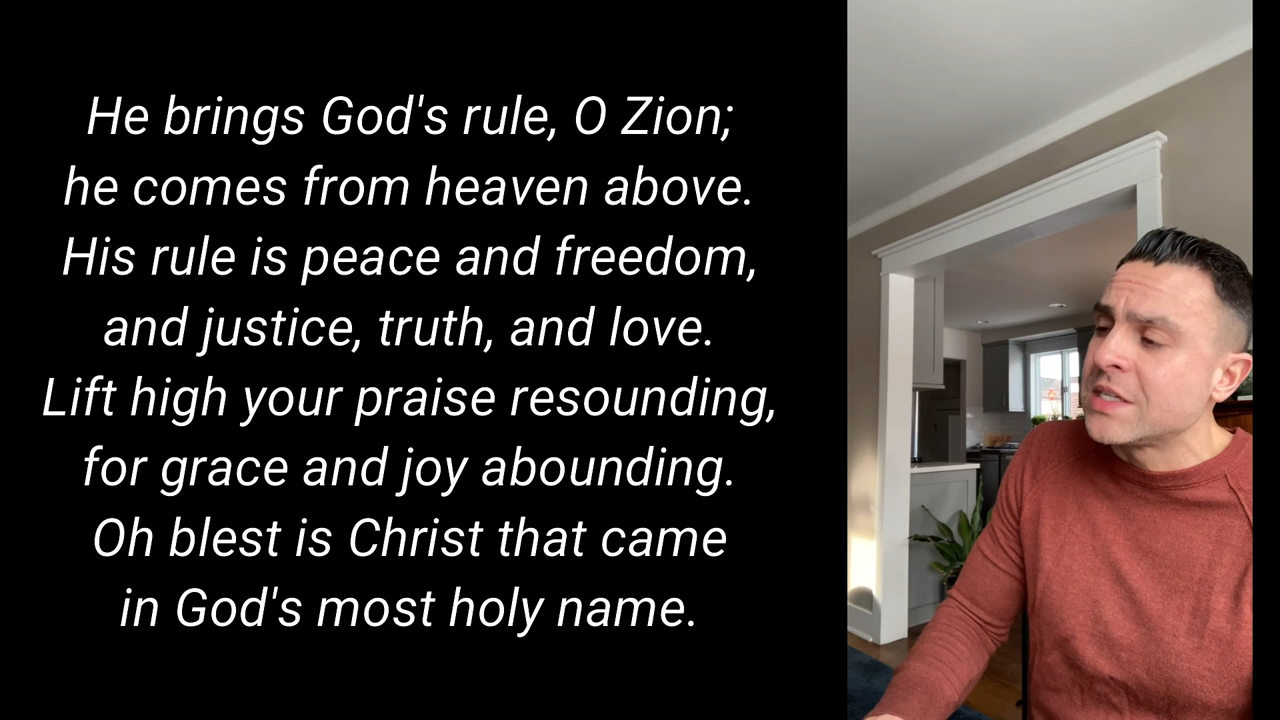 He brings God's rule, O Zion;
he comes from heaven above.
His rule is peace and freedom,
and justice, truth, and love.
Lift high your praise resounding,
for grace and joy abounding.
Oh blest is Christ that came
in God's most holy name.